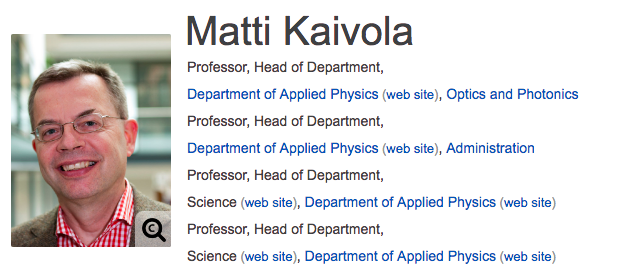 Matti Kaivola
Professor, Head of Department,
Department of Applied Physics (web site), Optics and Photonics
Professor, Head of Department,
Department of Applied Physics (web site), Administration
Professor, Head of Department,
Science (web site), Department of Applied Physics (web site)
Professor, Head of Department,
Science (web site), Department of Applied Physics (web site)